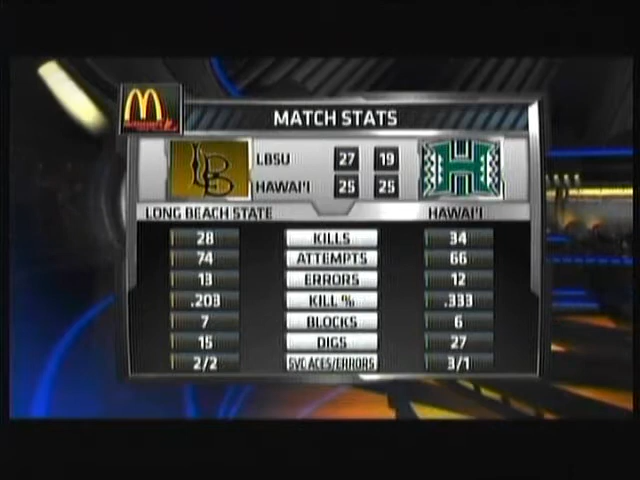 MATCH STATS
LBSU 27 19
HAWAI'I 25 25
LONG BEACH STATE HAWAI'I
28 KILLS 34
74 ATTEMPTS 66
13 ERRORS 12
.203 KILL % .333
7 BLOCKS 6
15 DIGS 27
2/2 SVC ACES/ERRORS 3/1